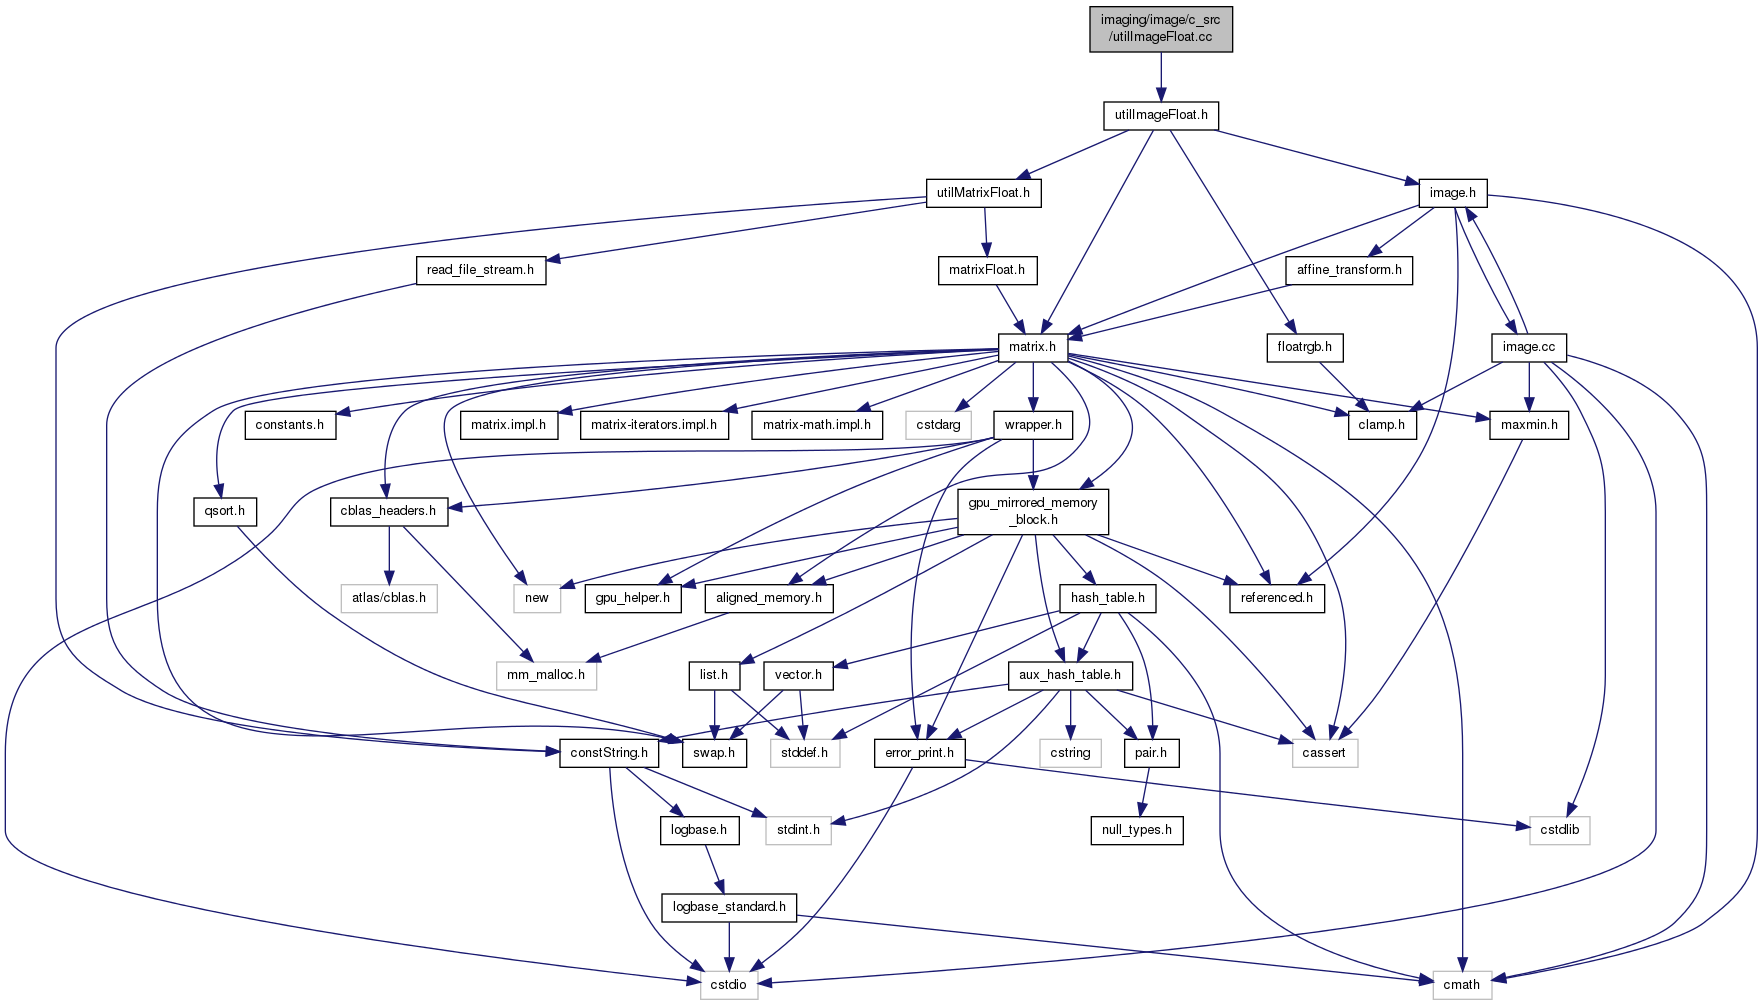 imaging/image/c_src
/utilImageFloat.cc
utilImageFloat.h
utilMatrixFloat.h
image.h
read_file_stream.h
matrixFloat.h
affine_transform.h
matrix.h
floatrgb.h
image.cc
constants.h
matrix.impl.h
matrix-iterators.impl.h
matrix-math.impl.h
cstdarg
wrapper.h
clamp.h
maxmin.h
qsort.h
cblas_headers.h
gpu_mirrored_memory
_block.h
atlas/cblas.h
new
gpu_helper.h
aligned_memory.h
hash_table.h
referenced.h
mm_malloc.h
list.h
vector.h
aux_hash_table.h
constString.h
swap.h
stddef.h
error_print.h
cstring
pair.h
cassert
logbase.h
stdint.h
null_types.h
cstdlib
logbase_standard.h
cstdio
cmath